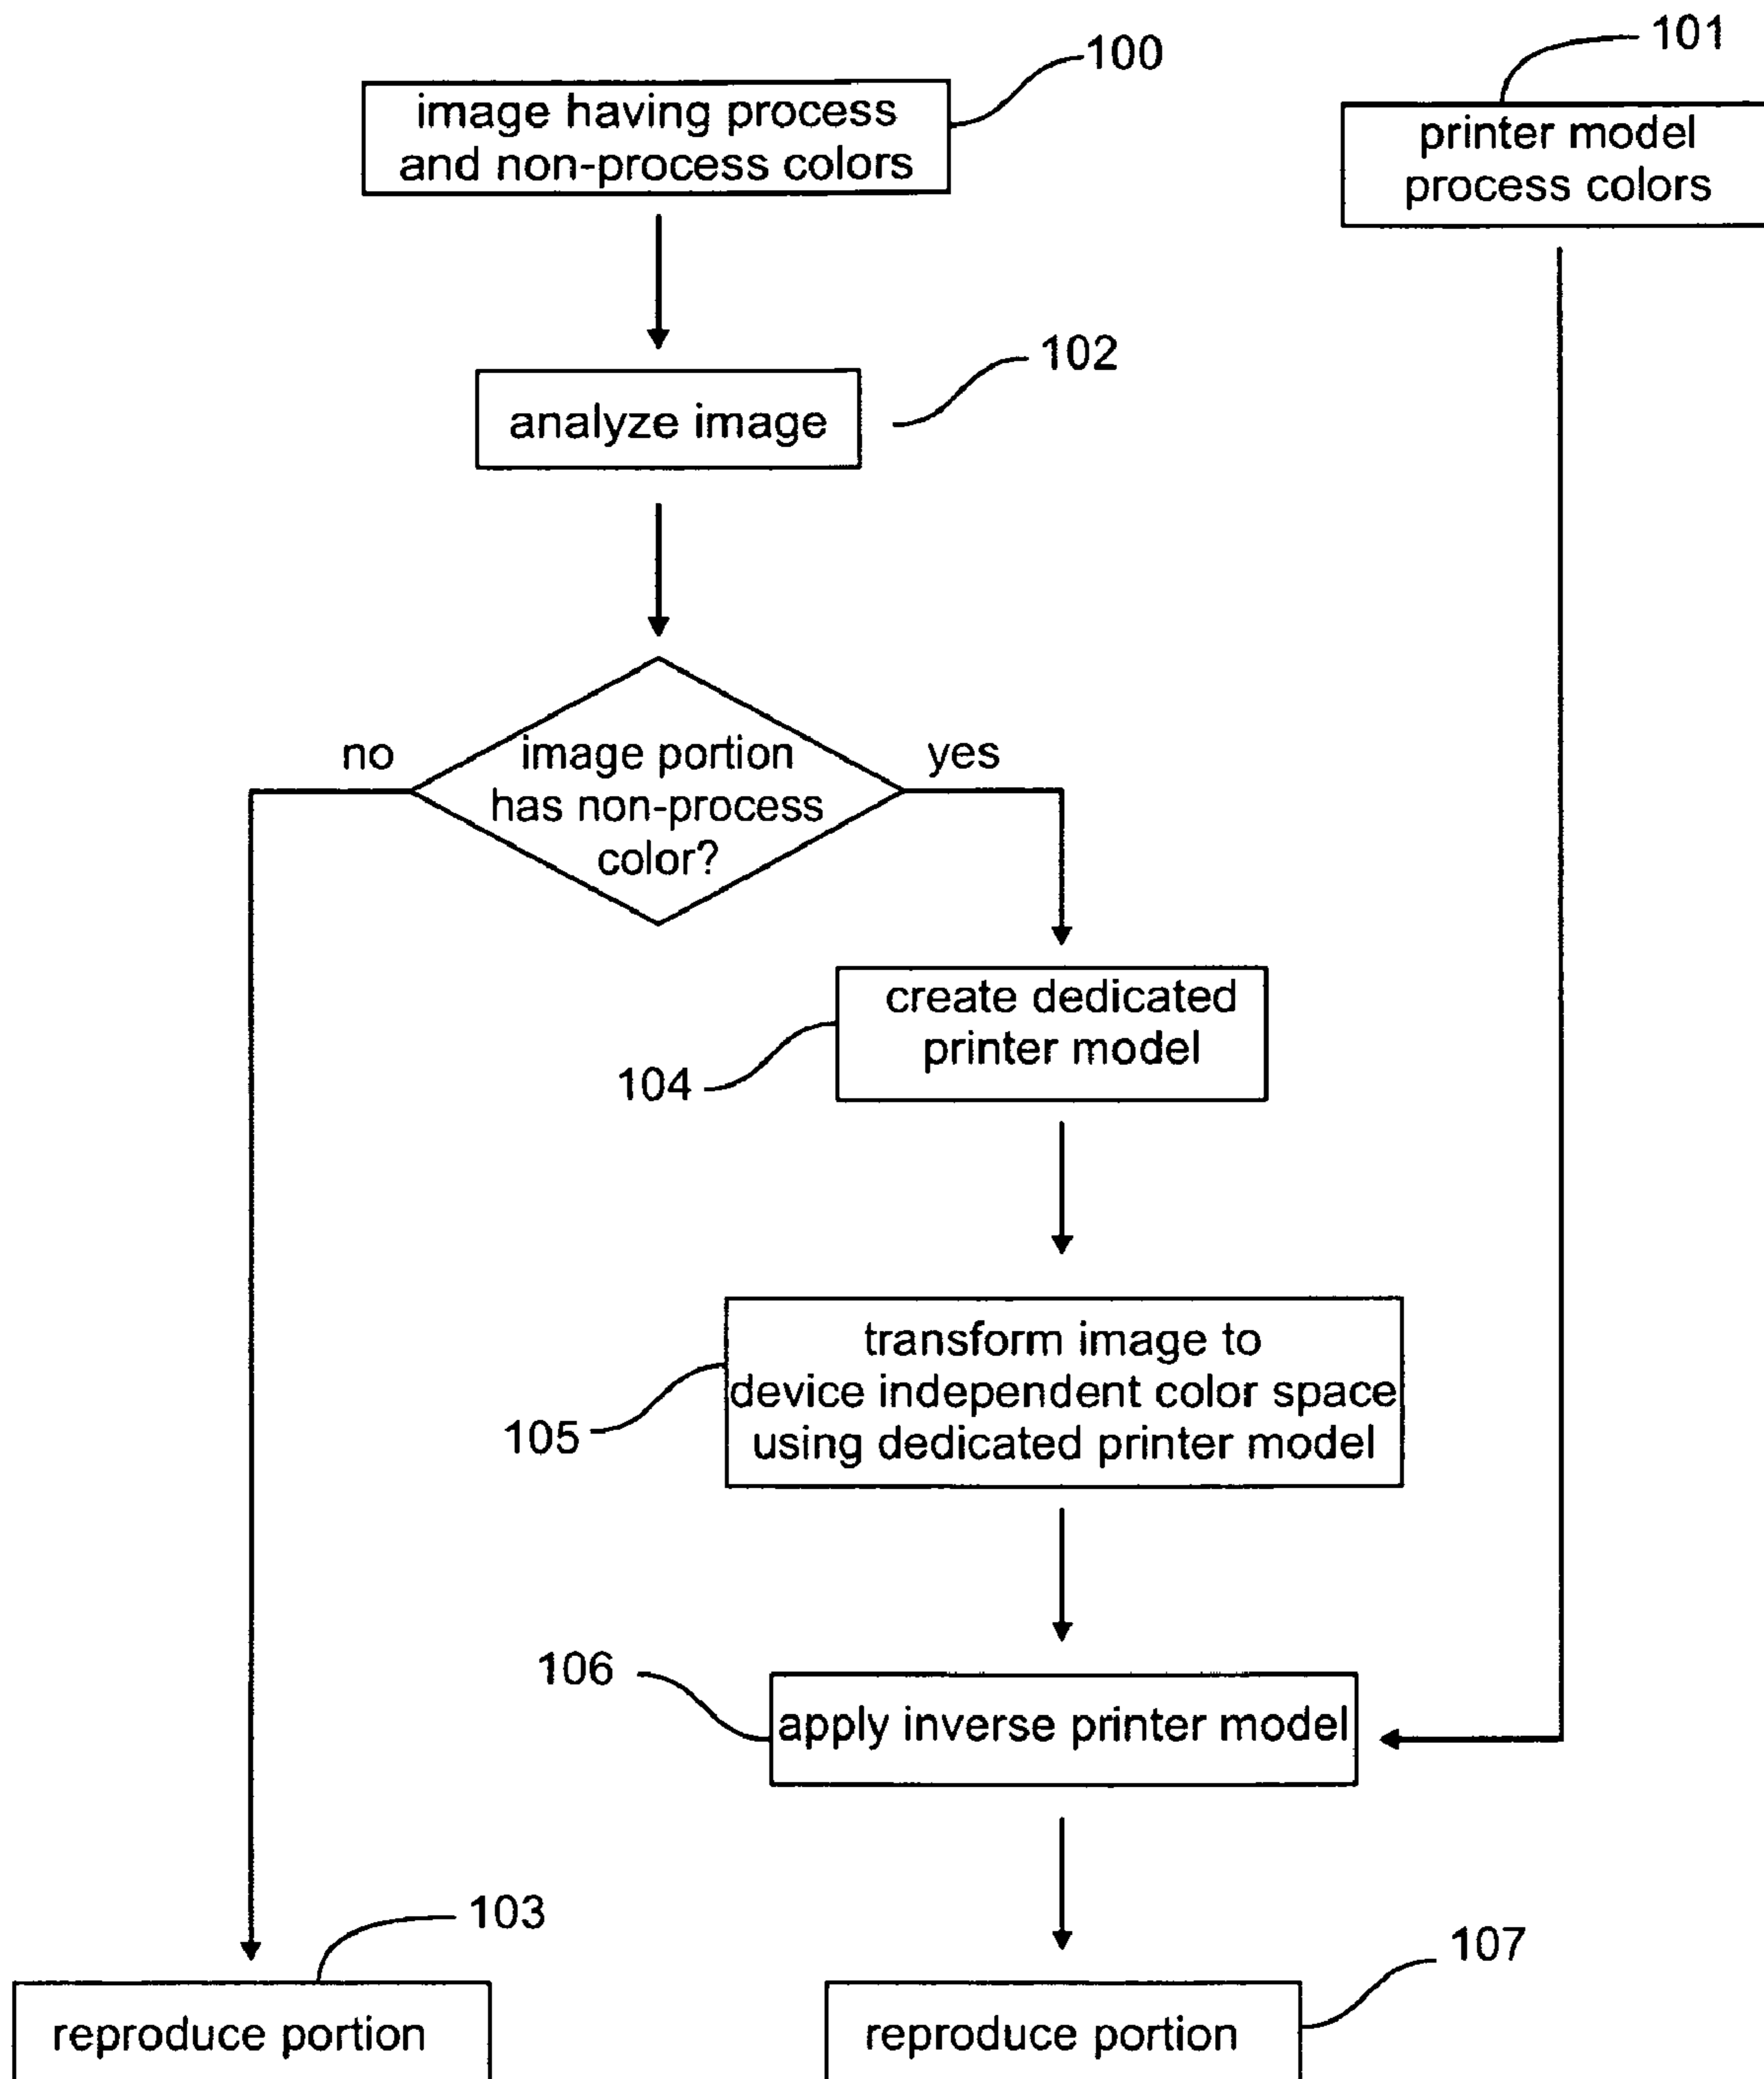 100
101
image having process
and non-process colors
printer model
process colors
102
analyze image
no
yes
image portion
has non-process
color?
create dedicated
printer model
104
transform image to
device independent color space
using dedicated printer model
105
106
apply inverse printer model
103
107
reproduce portion
reproduce portion